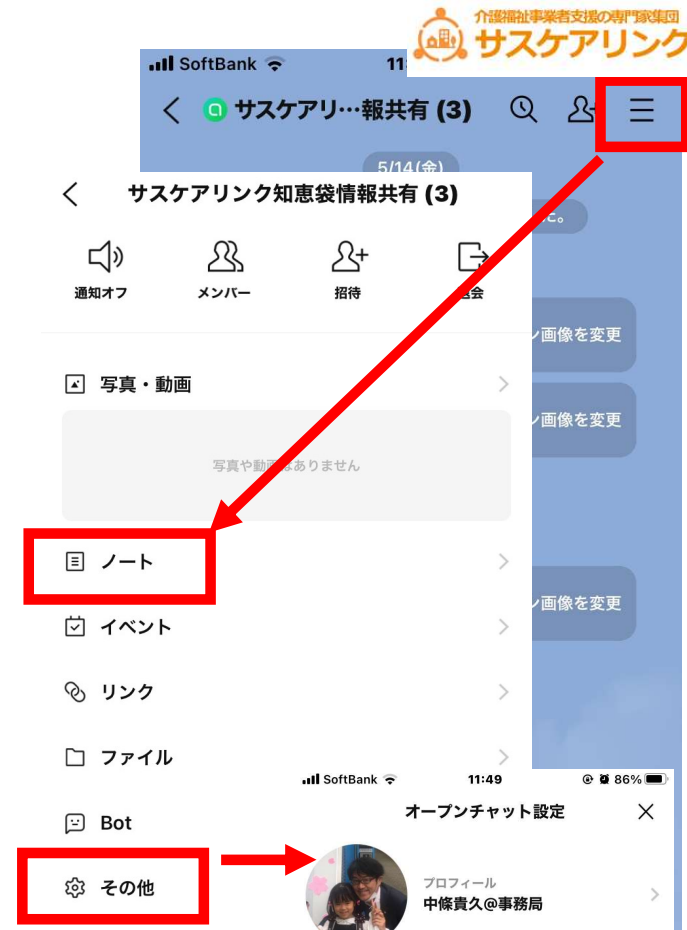 介護福祉事業者支援の専門家集団
サスケアリンク
SoftBank
11
サスケアリ…報共有 (3)
5/14(金)
た。
サスケアリンク知恵袋情報共有 (3)
通知オフ
メンバー
招待
退会
ン画像を変更
写真・動画
ン画像を変更
写真や動画はありません
ノート
ン画像を変更
イベント
リンク
ファイル
SoftBank 11:49 86%
オープンチャット設定
Bot
その他
プロフィール
中條貴久@事務局